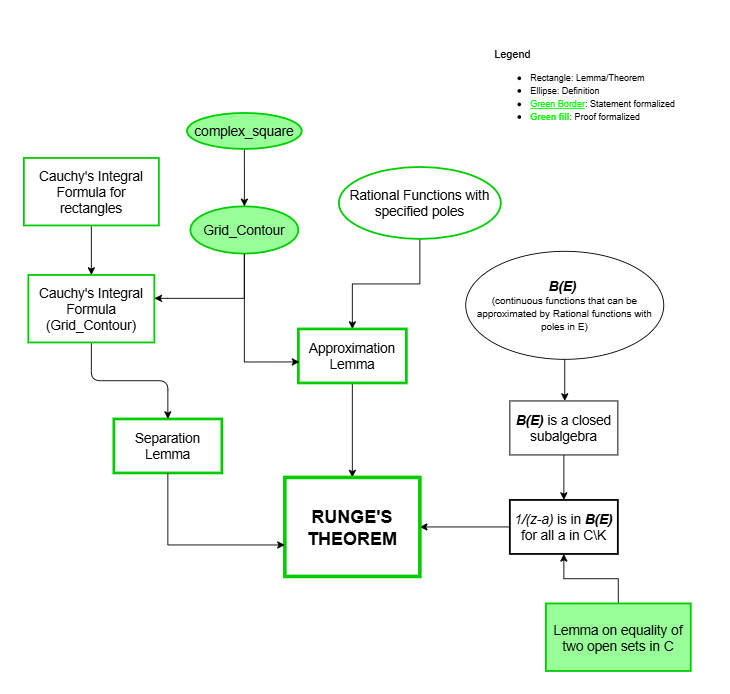 Legend
Rectangle: Lemma/Theorem
Ellipse: Definition
Green Border: Statement formalized
Green fill: Proof formalized
complex_square
Cauchy's Integral
Formula for
rectangles
Rational Functions with
specified poles
Grid_Contour
B(E)
(continuous functions that can be
approximated by Rational functions with
poles in E)
Cauchy's Integral
Formula
(Grid_Contour)
Approximation
Lemma
B(E) is a closed
subalgebra
Separation
Lemma
RUNGE'S
THEOREM
1/(z-a) is in B(E)
for all a in C\K
Lemma on equality of
two open sets in C